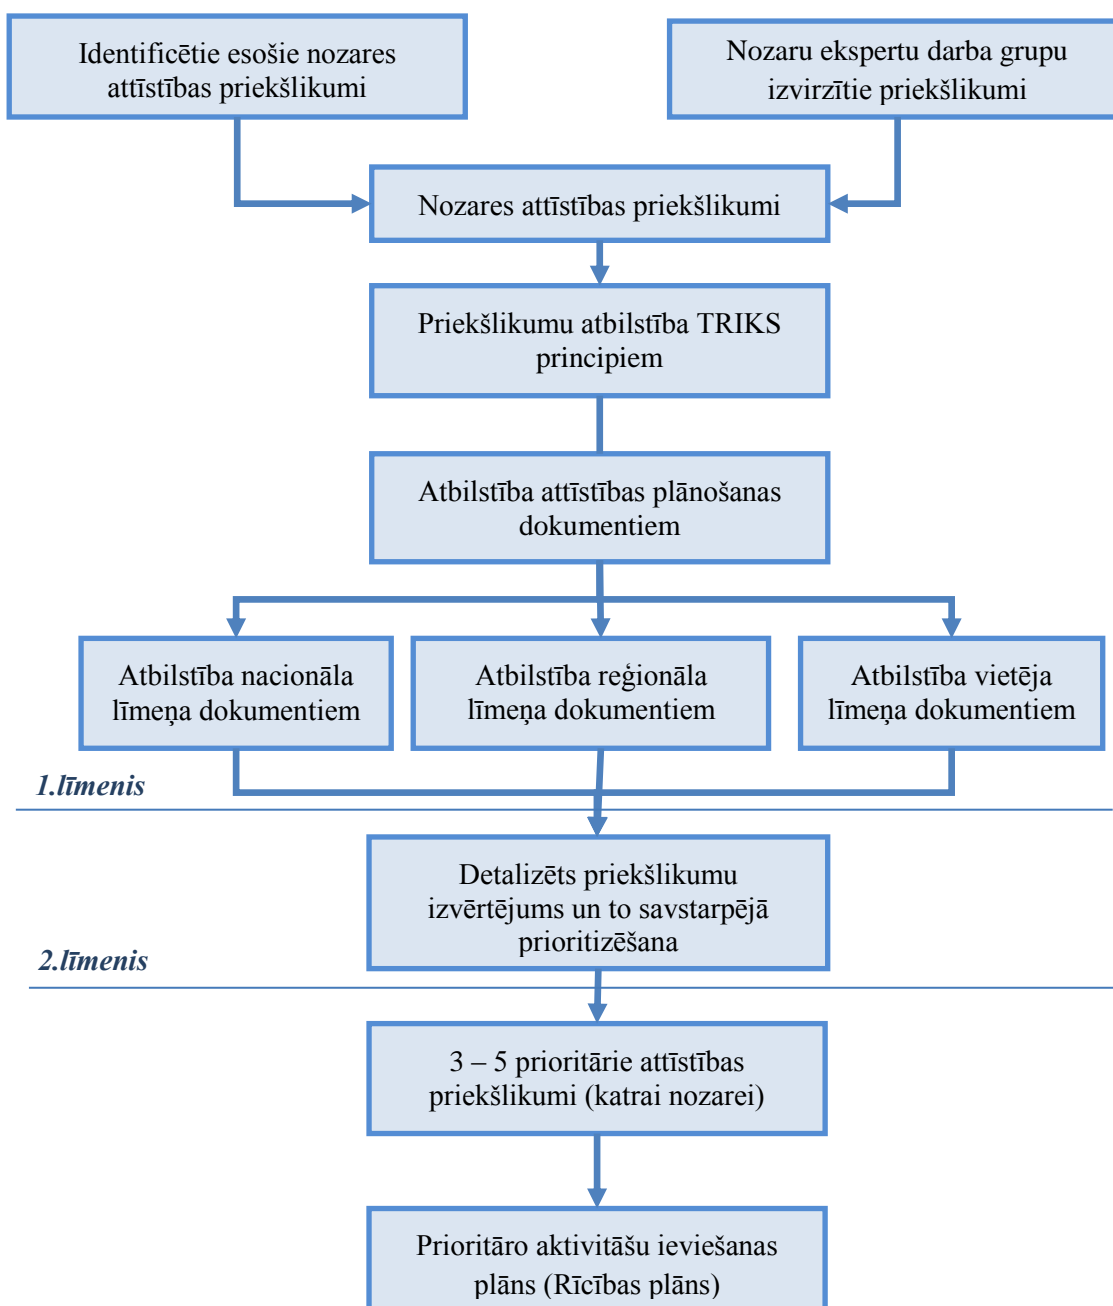 Identificētie esošie nozares
attīstības priekšlikumi
Nozaru ekspertu darba grupu
izvirzītie priekšlikumi
Nozares attīstības priekšlikumi
Priekšlikumu atbilstība TRIKS
principiem
Atbilstība attīstības plānošanas
dokumentiem
Atbilstība nacionāla
līmeņa dokumentiem
Atbilstība reģionāla
līmeņa dokumentiem
Atbilstība vietēja
līmeņa dokumentiem
1.līmenis
Detalizēts priekšlikumu
izvērtējums un to savstarpējā
prioritizēšana
2.līmenis
3 – 5 prioritārie attīstības
priekšlikumi (katrai nozarei)
Prioritāro aktivitāšu ieviešanas
plāns (Rīcības plāns)